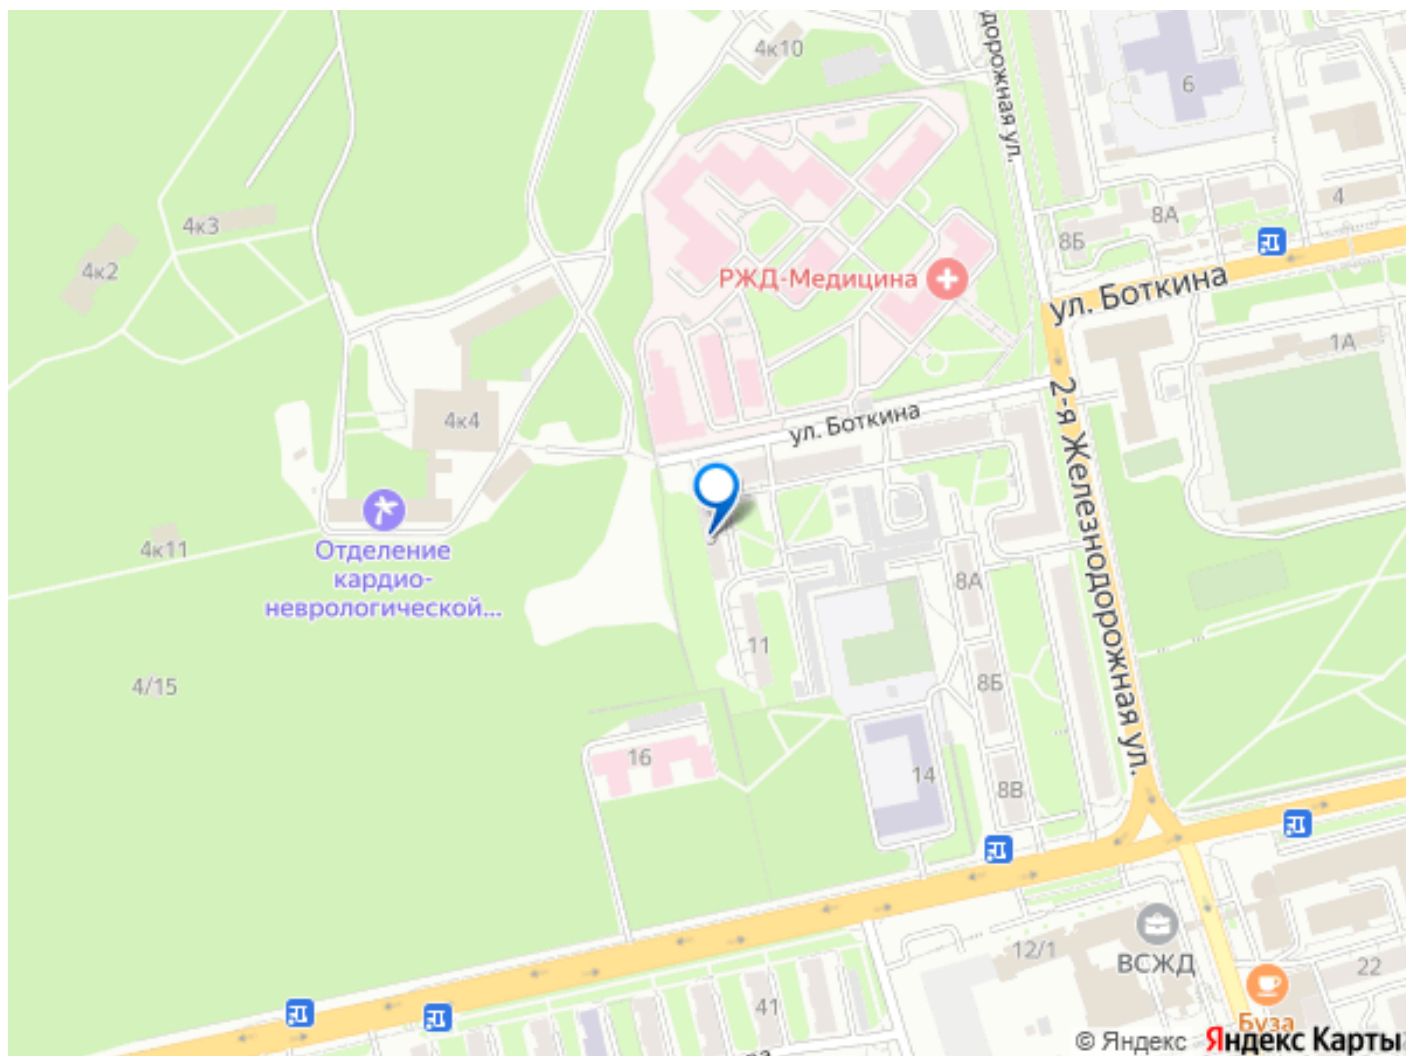 4к10
дорожная ул.
6
4к3
4к2
8А
4
8Б
РЖД-Медицина
ул. Боткина
1А
4к4
ул. Боткина
2-я Железнодорожная ул.
4к11
Отделение
кардио-
неврологической...
8А
11
4/15
8Б
16
14
8В
12/1
ВСЖД
22
41
Буза
© Яндекс Яндекс Карты